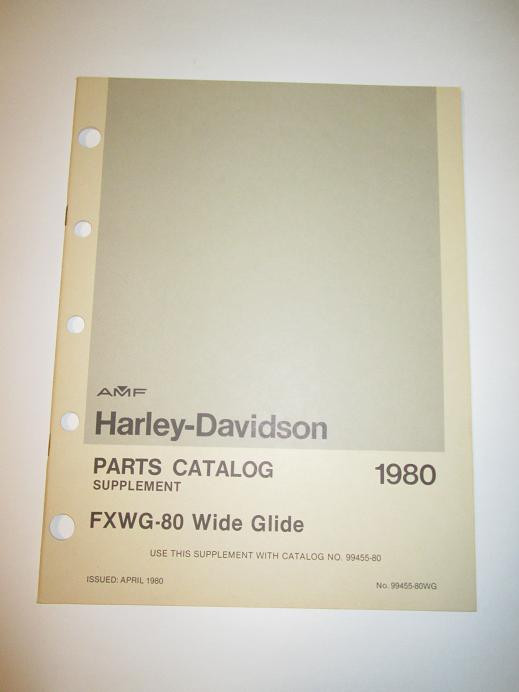 AMF
Harley-Davidson
PARTS CATALOG 1980
SUPPLEMENT
FXWG-80 Wide Glide
USE THIS SUPPLEMENT WITH CATALOG NO. 99455-80
ISSUED: APRIL 1980 No. 99455-80WG